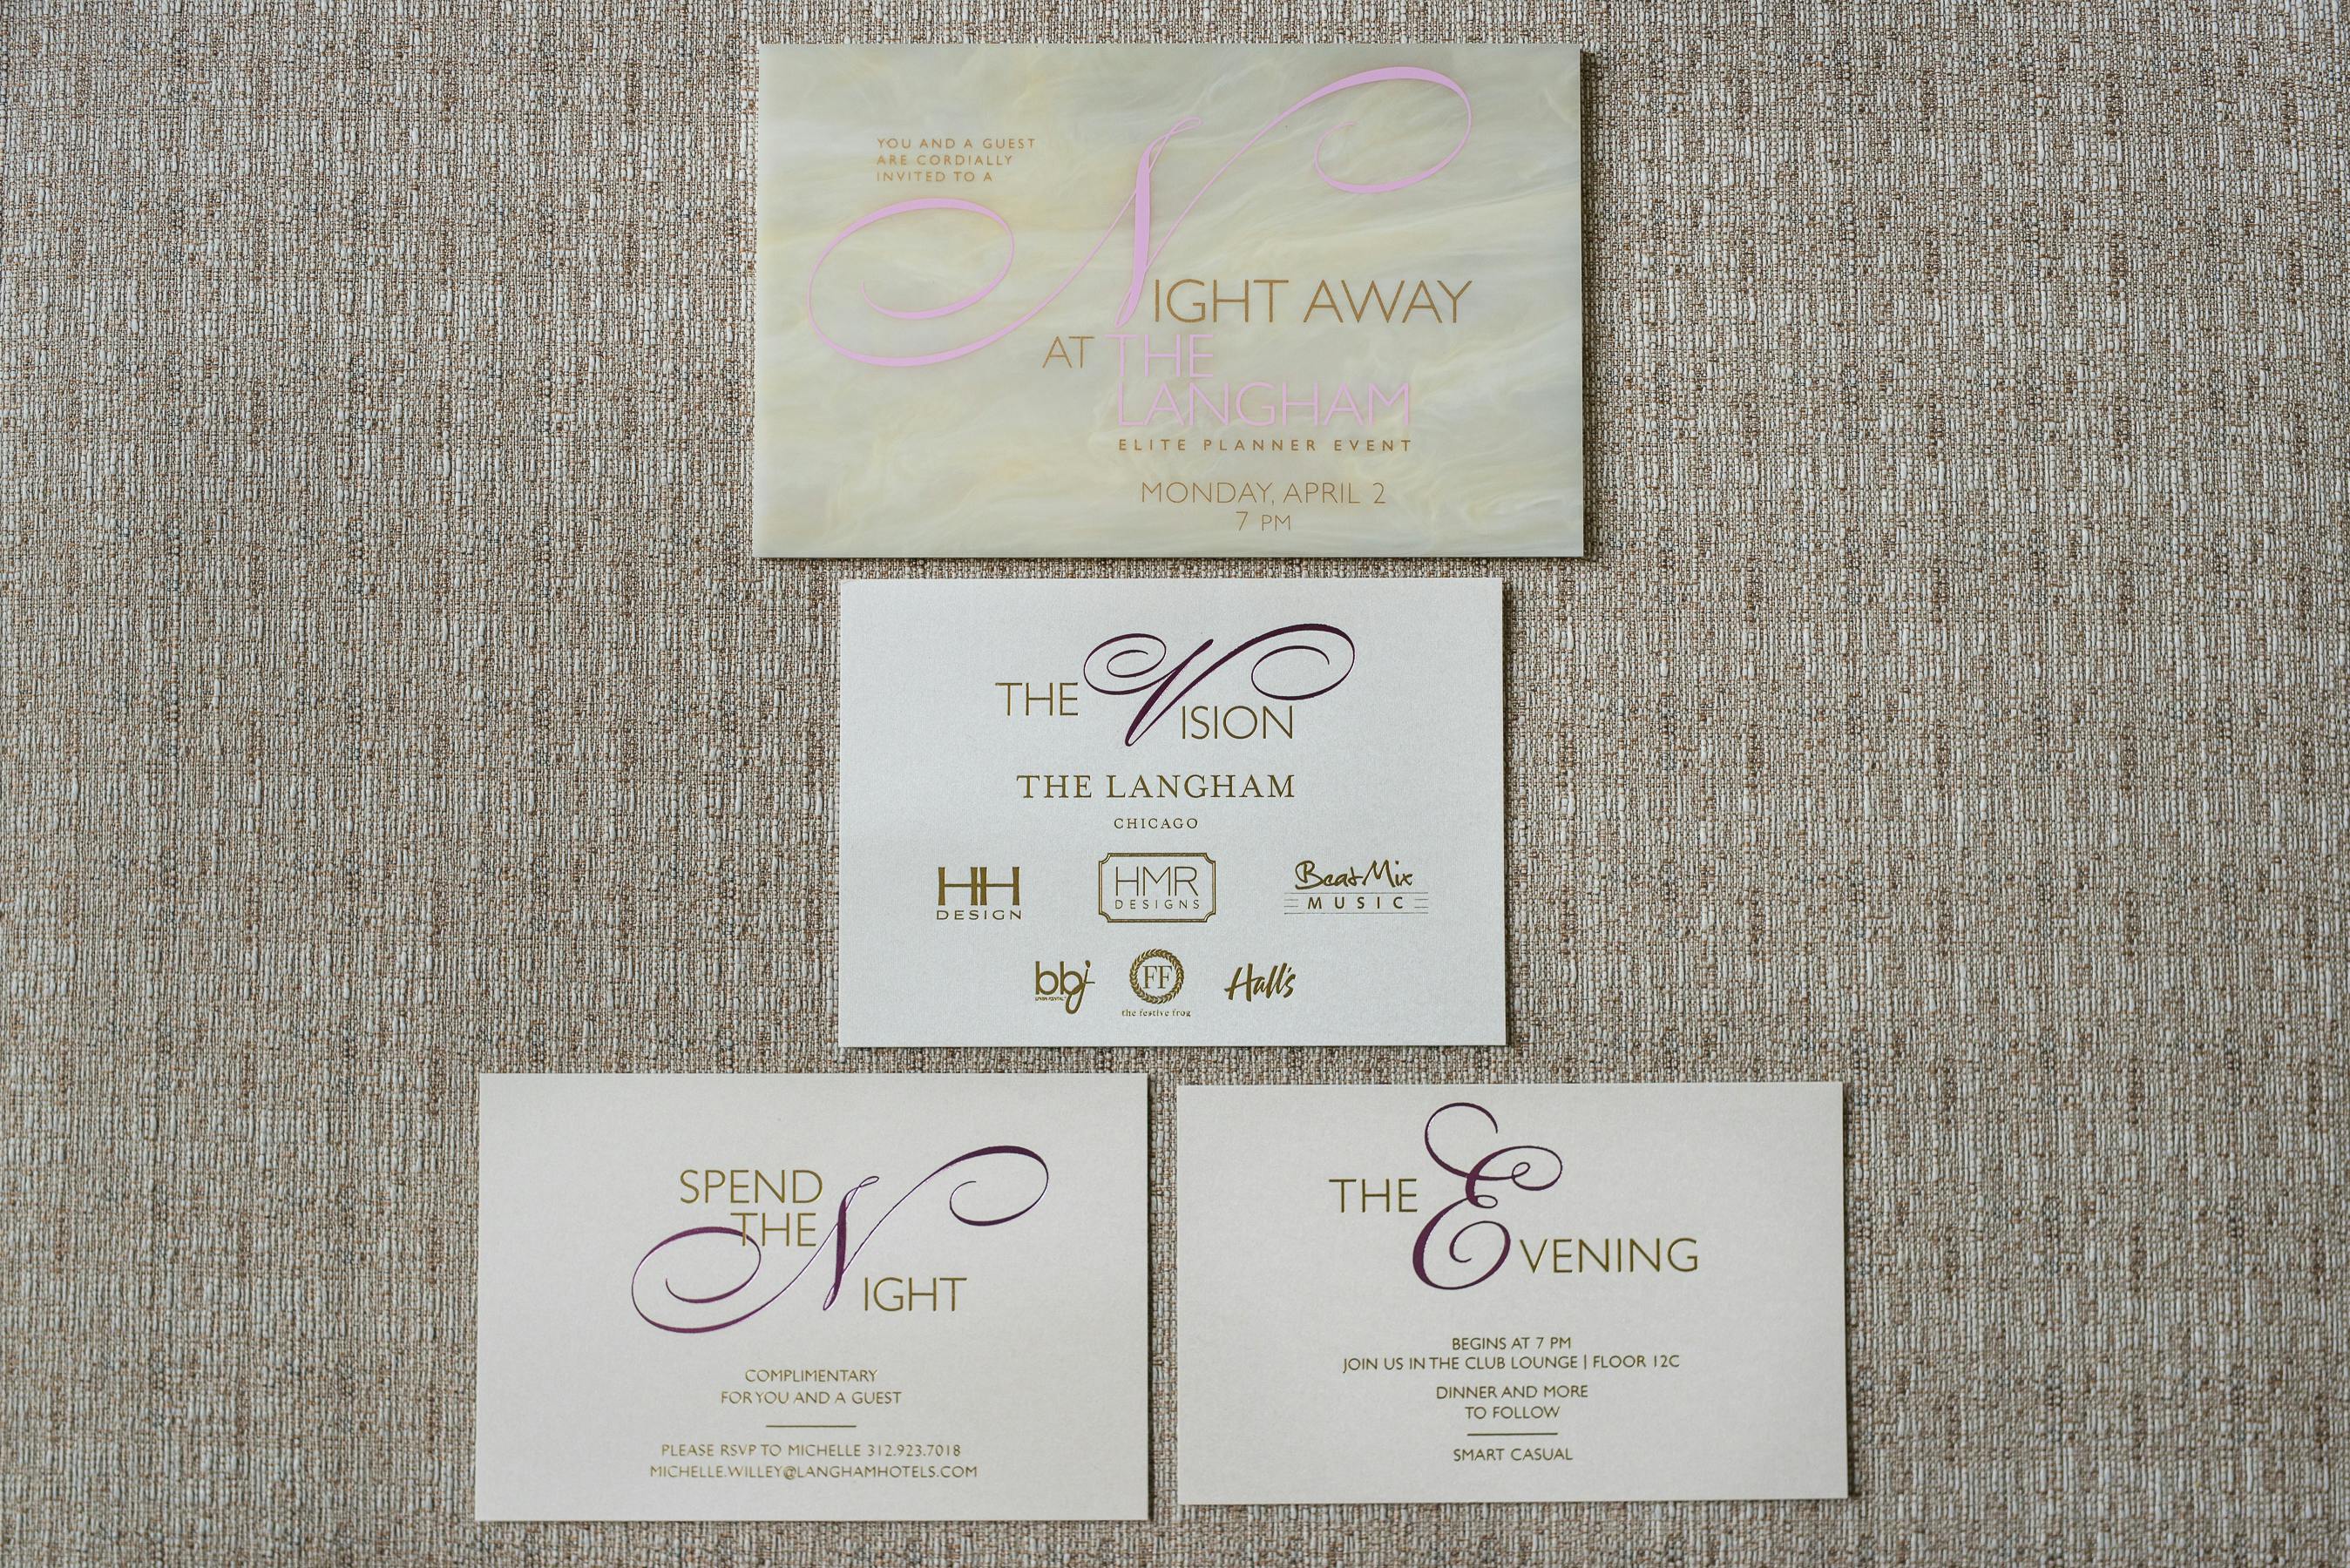 YOU AND A GUEST
ARE CORDIALLY
INVITED TO A
NIGHT AWAY
AT THE
LANGHAM
ELITE PLANNER EVENT
MONDAY, APRIL 2
7 PM
THE VISION
THE LANGHAM
CHICAGO
HH
DESIGN
HMR
DESIGNS
Beat Mix
MUSIC
bbj
FF
the festive frog
Hall's
SPEND
THE
NIGHT
COMPLIMENTARY
FOR YOU AND A GUEST
PLEASE RSVP TO MICHELLE 312.923.7018
MICHELLE.WILLEY@LANGHAMHOTELS.COM
THE EVENING
BEGINS AT 7 PM
JOIN US IN THE CLUB LOUNGE | FLOOR 12C
DINNER AND MORE
TO FOLLOW
SMART CASUAL